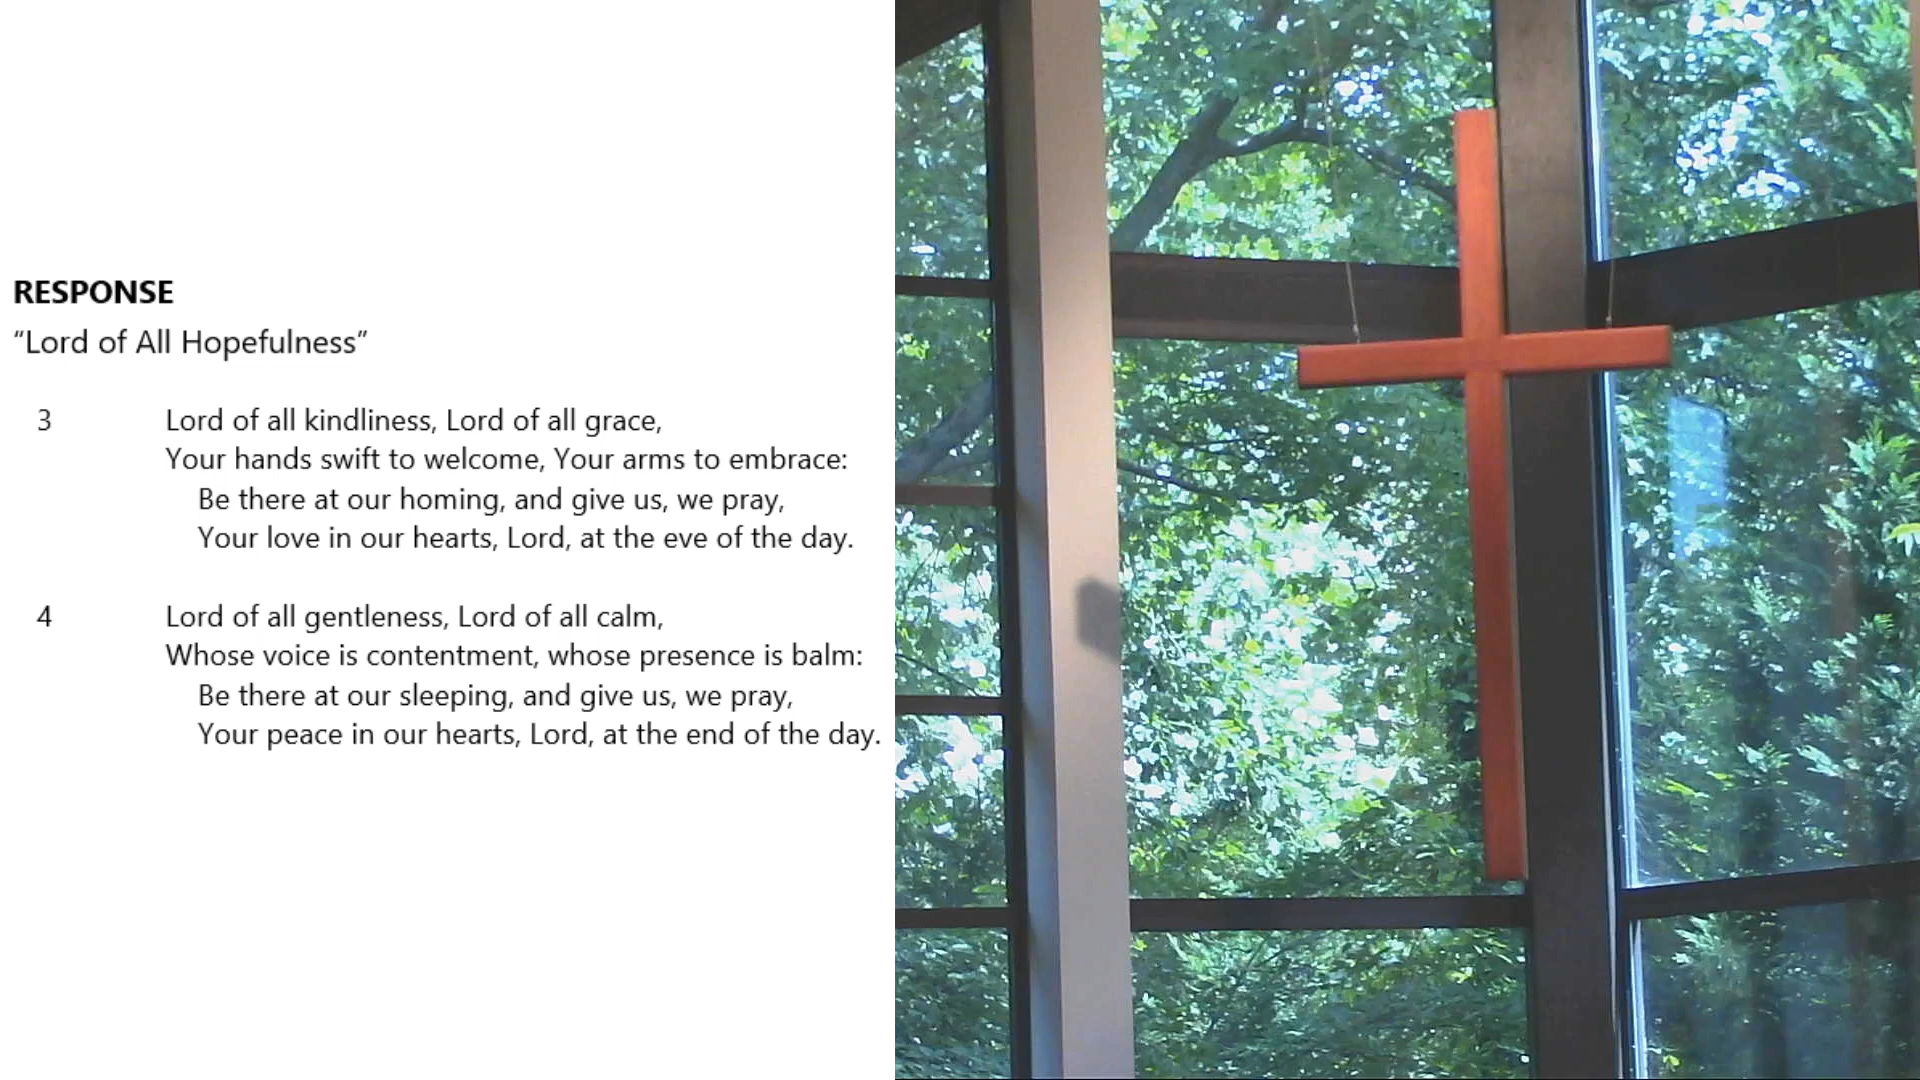 RESPONSE
“Lord of All Hopefulness”
3 Lord of all kindliness, Lord of all grace,
Your hands swift to welcome, Your arms to embrace:
Be there at our homing, and give us, we pray,
Your love in our hearts, Lord, at the eve of the day.
4 Lord of all gentleness, Lord of all calm,
Whose voice is contentment, whose presence is balm:
Be there at our sleeping, and give us, we pray,
Your peace in our hearts, Lord, at the end of the day.